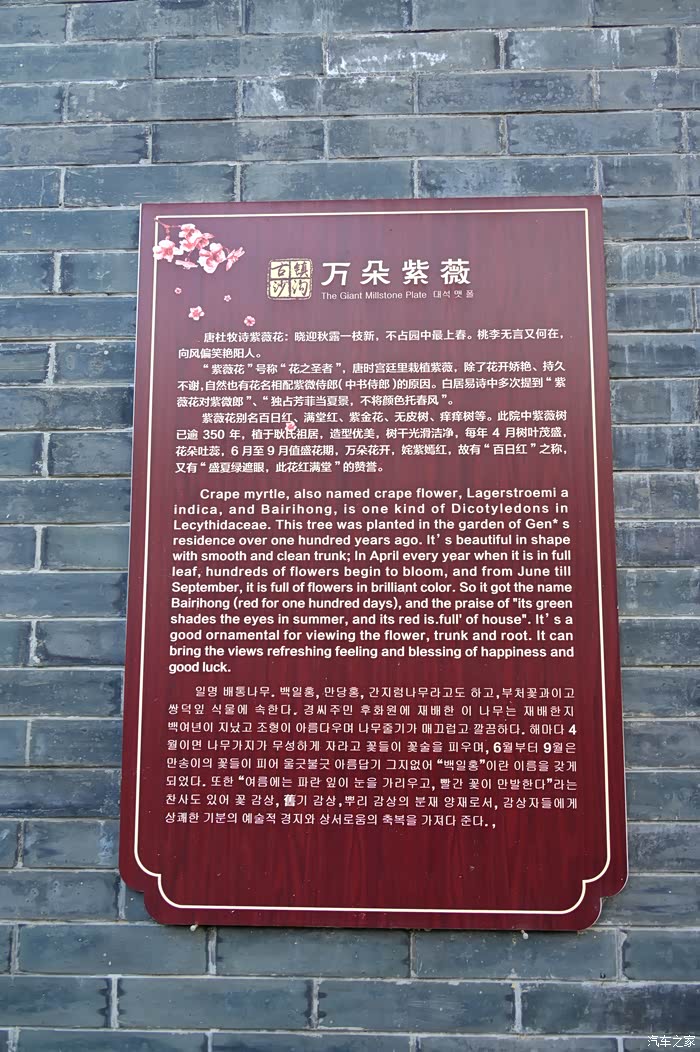 古镇沙沟
万朵紫薇
The Giant Millstone Plate 대석 맷돌
唐杜牧诗紫薇花：晓迎秋露一枝新，不占园中最上春。桃李无言又何在，
向风偏笑艳阳人。
“紫薇花”号称“花之圣者”，唐时宫廷里栽植紫薇，除了花开娇艳、持久
不谢,自然也有花名相配紫微侍郎(中书侍郎)的原因。白居易诗中多次提到“紫
薇花对紫微郎”、“独占芳菲当夏景，不将颜色托春风”。
紫薇花别名百日红、满堂红、紫金花、无皮树、痒痒树等。此院中紫薇树
已逾 350 年，植于耿氏祖居，造型优美，树干光滑洁净，每年 4 月树叶茂盛，
花朵吐蕊，6 月至 9 月值盛花期，万朵花开，姹紫嫣红，故有“百日红”之称，
又有“盛夏绿遮眼，此花红满堂”的赞誉。
Crape myrtle, also named crape flower, Lagerstroemi a
indica, and Bairihong, is one kind of Dicotyledons in
Lecythidaceae. This tree was planted in the garden of Gen* s
residence over one hundred years ago. It’ s beautiful in shape
with smooth and clean trunk; In April every year when it is in full
leaf, hundreds of flowers begin to bloom, and from June till
September, it is full of flowers in brilliant color. So it got the name
Bairihong (red for one hundred days), and the praise of "its green
shades the eyes in summer, and its red is.full' of house". It’ s a
good ornamental for viewing the flower, trunk and root. It can
bring the views refreshing feeling and blessing of happiness and
good luck.
일명 배롱나무. 백일홍, 만당홍, 간지럼나무라고도 하고,부처꽃과이고
쌍덕잎 식물에 속한다. 경씨주민 후화원에 재배한 이 나무는 재배한지
백여년이 지났고 조형이 아름다우며 나무줄기가 매끄럽고 깔끔하다. 해마다 4
월이면 나무가지가 무성하게 자라고 꽃들이 꽃술을 피우며, 6월부터 9월은
만송이의 꽃들이 피어 울긋불긋 아름답기 그지없어 “백일홍”이란 이름을 갖게
되었다. 또한 “여름에는 파란 잎이 눈을 가리우고, 빨간 꽃이 만발한다”라는
찬사도 있어 꽃 감상, 舊기 감상,뿌리 감상의 분재 양재로서, 감상자들에게
상쾌한 기분의 예술적 경지와 상서로움의 축복을 가져다 준다. ,
汽车之家